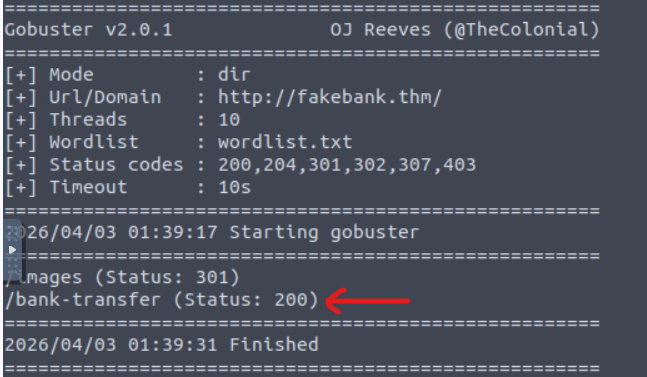 =====================================================
Gobuster v2.0.1 OJ Reeves (@TheColonial)
=====================================================
[+] Mode : dir
[+] Url/Domain : http://fakebank.thm/
[+] Threads : 10
[+] Wordlist : wordlist.txt
[+] Status codes : 200,204,301,302,307,403
[+] Timeout : 10s
=====================================================
2026/04/03 01:39:17 Starting gobuster
=====================================================
/images (Status: 301)
/bank-transfer (Status: 200)
=====================================================
2026/04/03 01:39:31 Finished
=====================================================